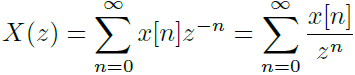 X(z) = \sum_{n=0}^{\infty} x[n]z^{-n} = \sum_{n=0}^{\infty} \frac{x[n]}{z^n}